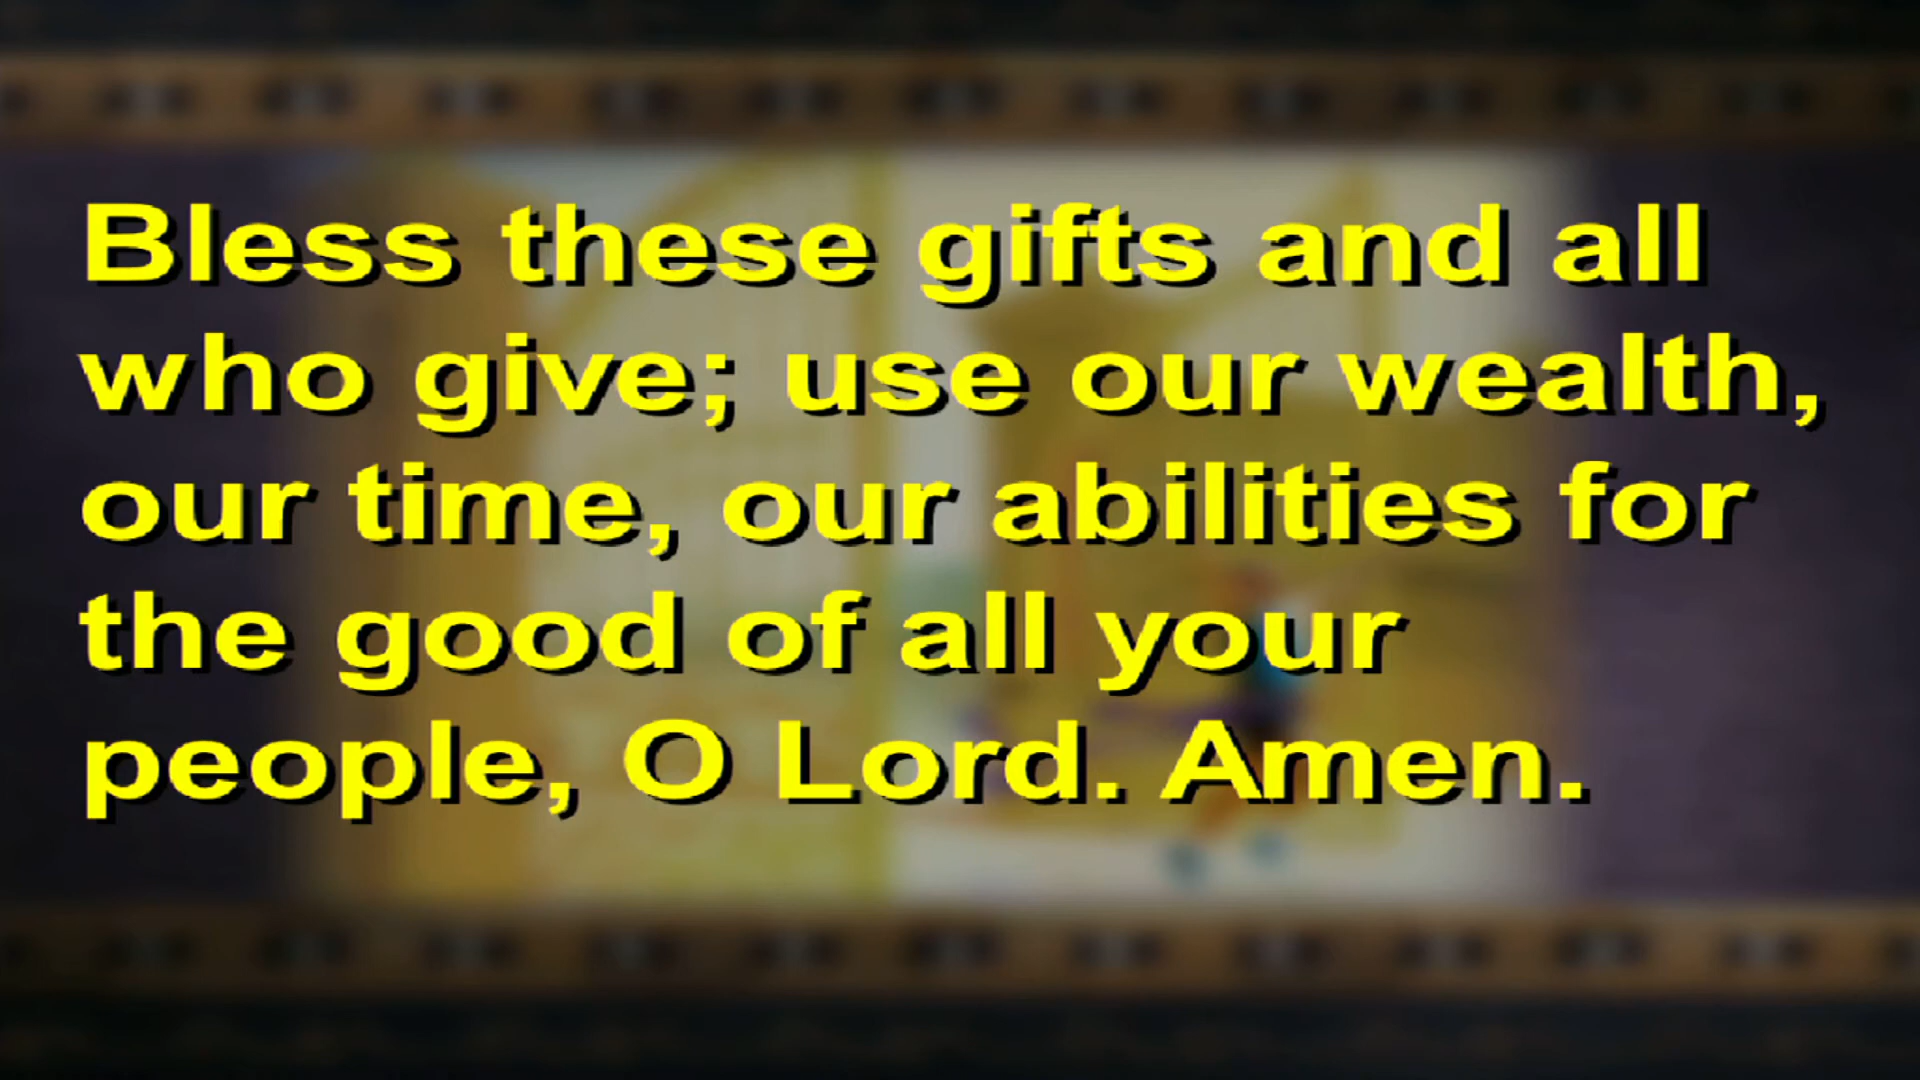 Bless these gifts and all
who give; use our wealth,
our time, our abilities for
the good of all your
people, O Lord. Amen.